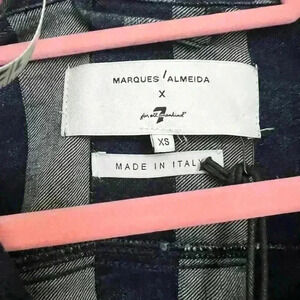 MARQUES ' ALMEIDA
X
7
for all mankind
XS
MADE IN ITALY